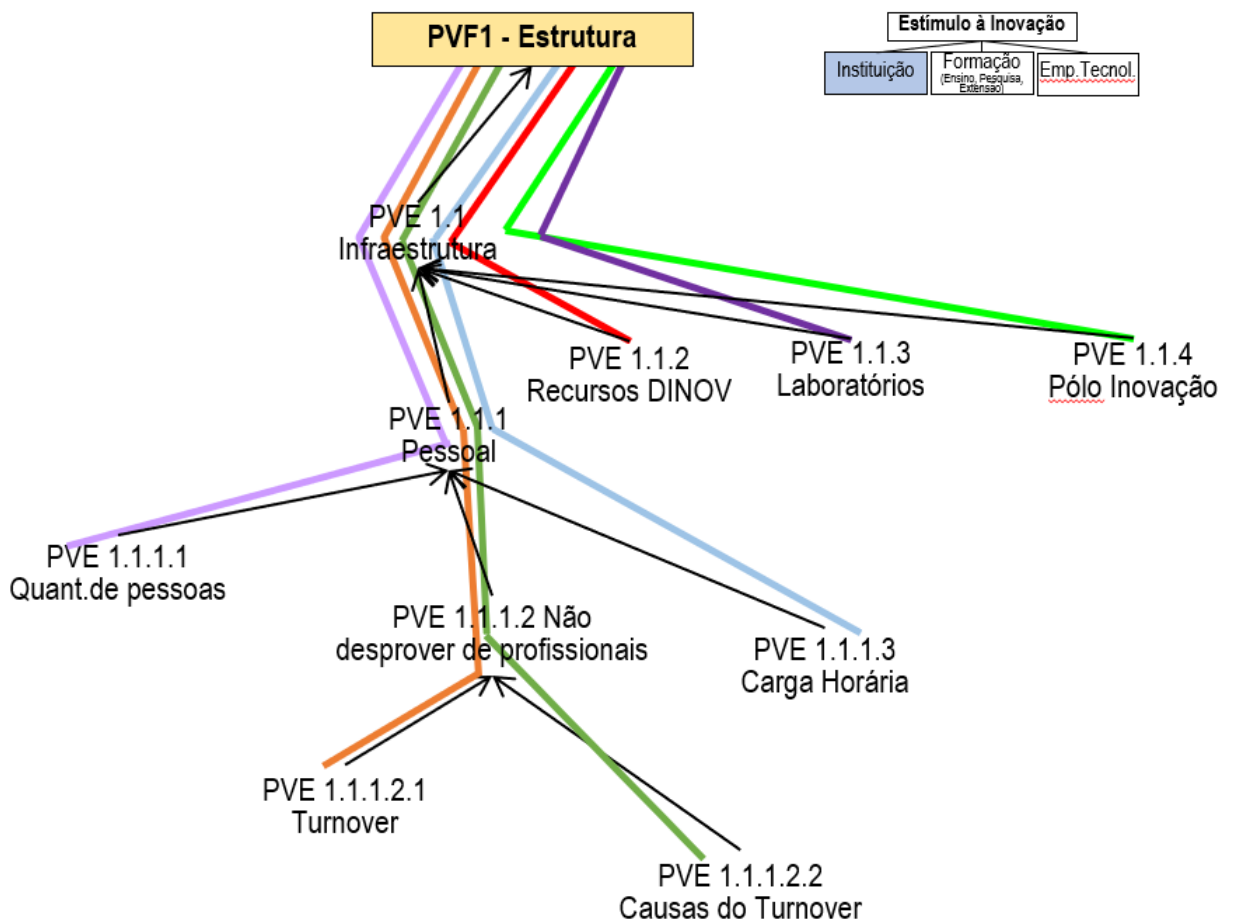 PVF1 - Estrutura
Estímulo à Inovação
Instituição
Formação
(Ensino, Pesquisa,
Extensão)
Emp.Tecnol.
PVE 1.1
Infraestrutura
PVE 1.1.2
Recursos DINOV
PVE 1.1.3
Laboratórios
PVE 1.1.4
Pólo Inovação
PVE 1.1.1
Pessoal
PVE 1.1.1.1
Quant.de pessoas
PVE 1.1.1.2 Não
desprover de profissionais
PVE 1.1.1.3
Carga Horária
PVE 1.1.1.2.1
Turnover
PVE 1.1.1.2.2
Causas do Turnover